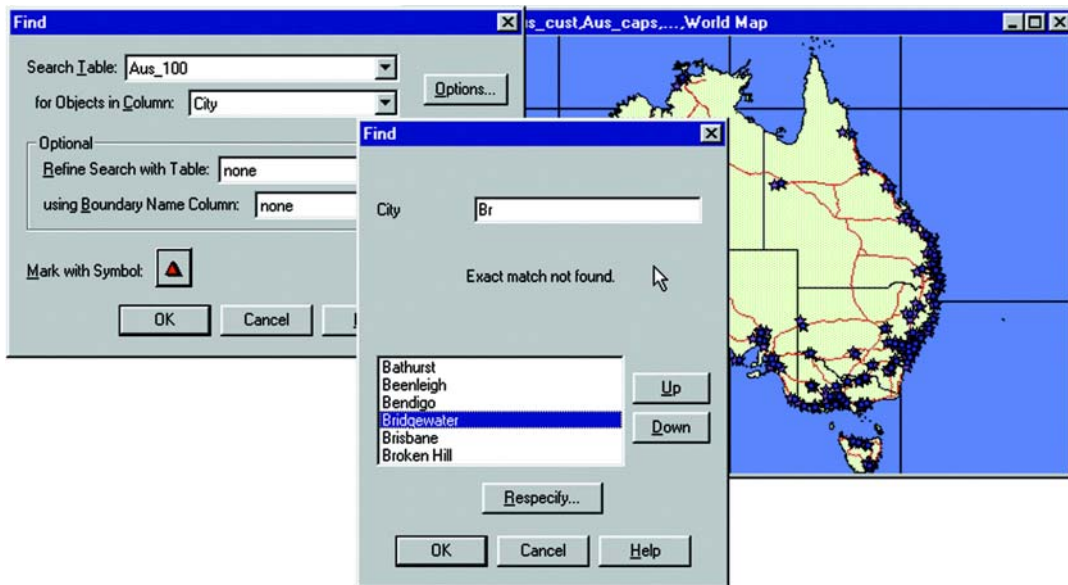 Find
Search Table: Aus_100
for Objects in Column: City
Options...
Optional
Refine Search with Table: none
using Boundary Name Column: none
Mark with Symbol:
OK
Cancel
s_cust,Aus_caps,...,World Map
Find
City
Br
Exact match not found.
Bathurst
Beenleigh
Bendigo
Bridgewater
Brisbane
Broken Hill
Up
Down
Respecify...
OK
Cancel
Help